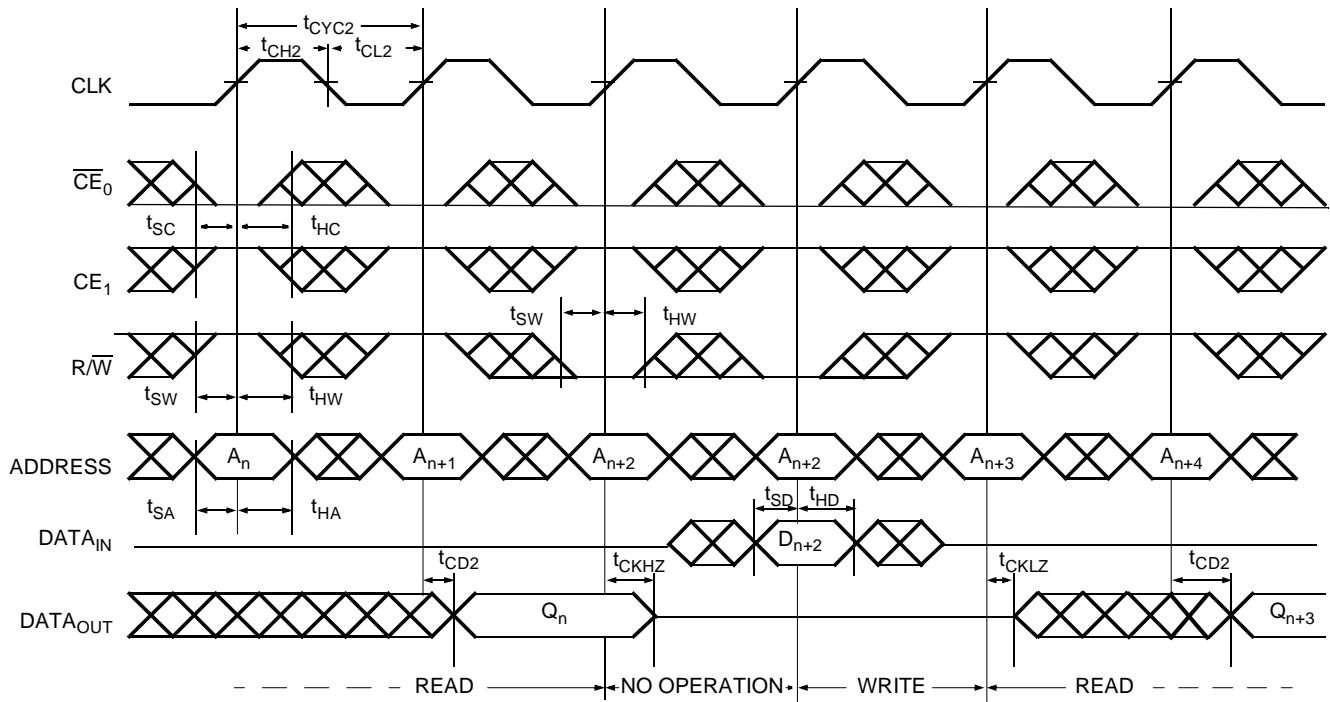 tCYC2
tCH2 tCL2
CLK
CE0
tSC tHC
CE1
tSW tHW
R/W
tSW tHW
ADDRESS An An+1 An+2 An+2 An+3 An+4
tSA tHA tSD tHD
DATAIN Dn+2
tCD2 tCKHZ tCKLZ tCD2
DATAOUT Qn Qn+3
READ NO OPERATION WRITE READ